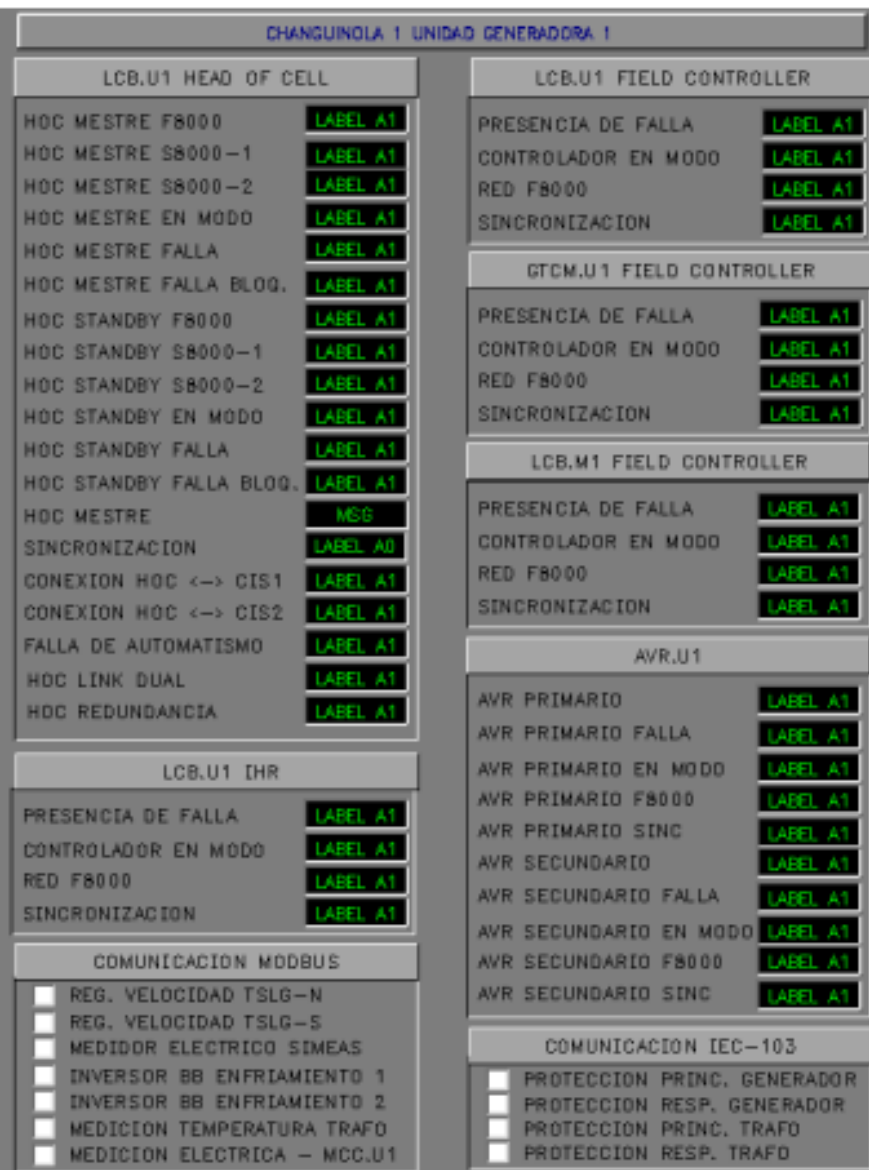 CHANGUINOLA 1 UNIDAD GENERADORA 1
LCB.U1 HEAD OF CELL
HOC MESTRE F8000 LABEL A1
HOC MESTRE S8000-1 LABEL A1
HOC MESTRE S8000-2 LABEL A1
HOC MESTRE EN MODO LABEL A1
HOC MESTRE FALLA LABEL A1
HOC MESTRE FALLA BLOQ. LABEL A1
HOC STANDBY F8000 LABEL A1
HOC STANDBY S8000-1 LABEL A1
HOC STANDBY S8000-2 LABEL A1
HOC STANDBY EN MODO LABEL A1
HOC STANDBY FALLA LABEL A1
HOC STANDBY FALLA BLOQ. LABEL A1
HOC MESTRE MSG
SINCRONIZACION LABEL A0
CONEXION HOC <-> CIS1 LABEL A1
CONEXION HOC <-> CIS2 LABEL A1
FALLA DE AUTOMATISMO LABEL A1
HOC LINK DUAL LABEL A1
HOC REDUNDANCIA LABEL A1
LCB.U1 IHR
PRESENCIA DE FALLA LABEL A1
CONTROLADOR EN MODO LABEL A1
RED F8000 LABEL A1
SINCRONIZACION LABEL A1
COMUNICACION MODBUS
REG. VELOCIDAD TSLG-N
REG. VELOCIDAD TSLG-S
MEDIDOR ELECTRICO SIMEAS
INVERSOR BB ENFRIAMIENTO 1
INVERSOR BB ENFRIAMIENTO 2
MEDICION TEMPERATURA TRAFO
MEDICION ELECTRICA - MCC.U1
LCB.U1 FIELD CONTROLLER
PRESENCIA DE FALLA LABEL A1
CONTROLADOR EN MODO LABEL A1
RED F8000 LABEL A1
SINCRONIZACION LABEL A1
GTCM.U1 FIELD CONTROLLER
PRESENCIA DE FALLA LABEL A1
CONTROLADOR EN MODO LABEL A1
RED F8000 LABEL A1
SINCRONIZACION LABEL A1
LCB.M1 FIELD CONTROLLER
PRESENCIA DE FALLA LABEL A1
CONTROLADOR EN MODO LABEL A1
RED F8000 LABEL A1
SINCRONIZACION LABEL A1
AVR.U1
AVR PRIMARIO LABEL A1
AVR PRIMARIO FALLA LABEL A1
AVR PRIMARIO EN MODO LABEL A1
AVR PRIMARIO F8000 LABEL A1
AVR PRIMARIO SINC LABEL A1
AVR SECUNDARIO LABEL A1
AVR SECUNDARIO FALLA LABEL A1
AVR SECUNDARIO EN MODO LABEL A1
AVR SECUNDARIO F8000 LABEL A1
AVR SECUNDARIO SINC LABEL A1
COMUNICACION IEC-103
PROTECCION PRINC. GENERADOR
PROTECCION RESP. GENERADOR
PROTECCION PRINC. TRAFO
PROTECCION RESP. TRAFO